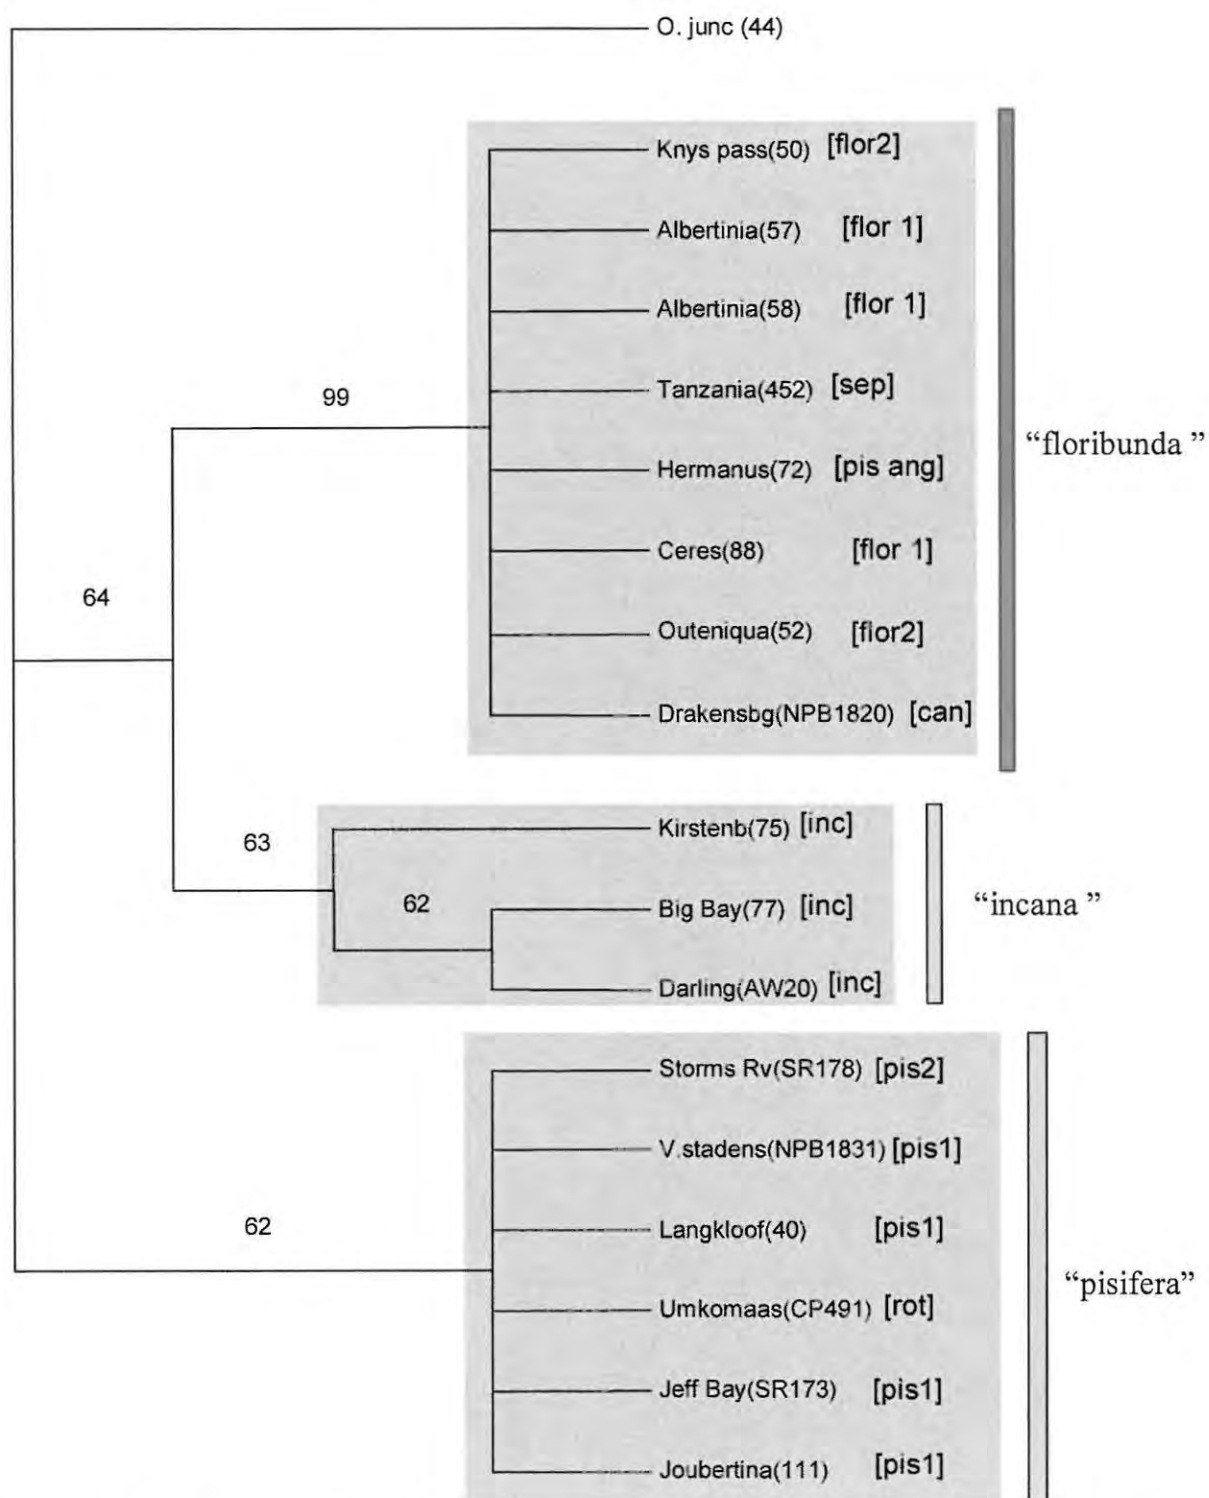 O. junc (44)
Knys pass(50) [flor2]
Albertinia(57) [flor 1]
Albertinia(58) [flor 1]
99
Tanzania(452) [sep]
“floribunda ”
Hermanus(72) [pis ang]
Ceres(88) [flor 1]
64
Outeniqua(52) [flor2]
Drakensbg(NPB1820) [can]
63
Kirstenb(75) [inc]
62
Big Bay(77) [inc]
“incana ”
Darling(AW20) [inc]
Storms Rv(SR178) [pis2]
V.stadens(NPB1831) [pis1]
62
Langkloof(40) [pis1]
“pisifera”
Umkomaas(CP491) [rot]
Jeff Bay(SR173) [pis1]
Joubertina(111) [pis1]